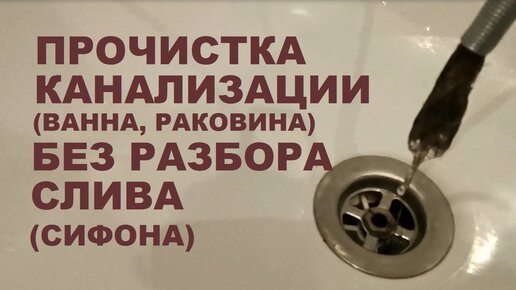 ПРОЧИСТКА
КАНАЛИЗАЦИИ
(ВАННА, РАКОВИНА)
БЕЗ РАЗБОРА
СЛИВА
(СИФОНА)